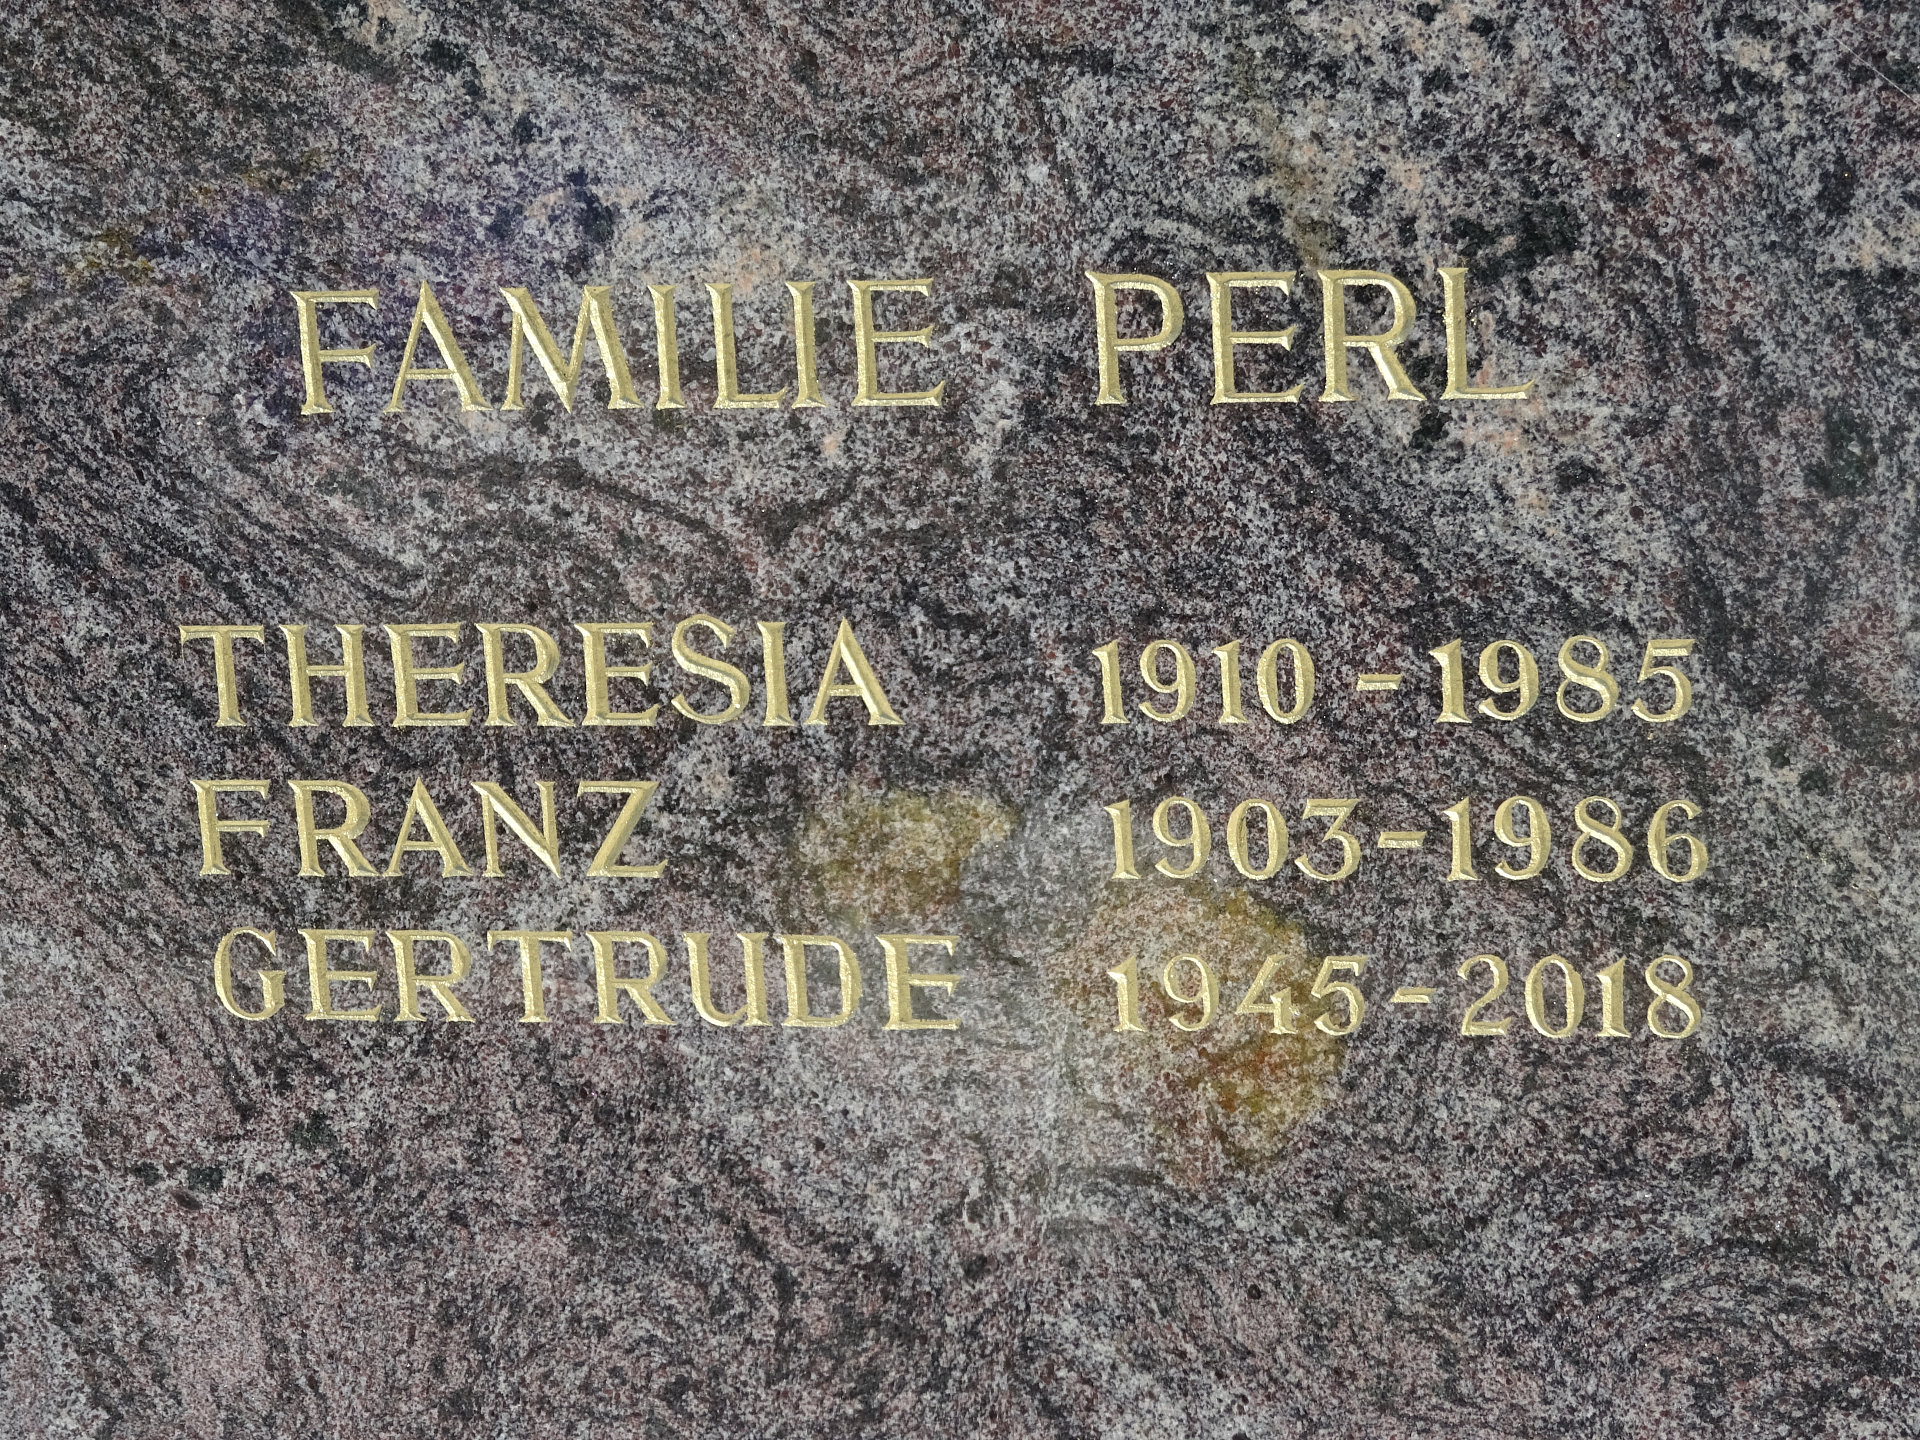 FAMILIE PERL
THERESIA 1910 - 1985
FRANZ 1903-1986
GERTRUDE 1945-2018